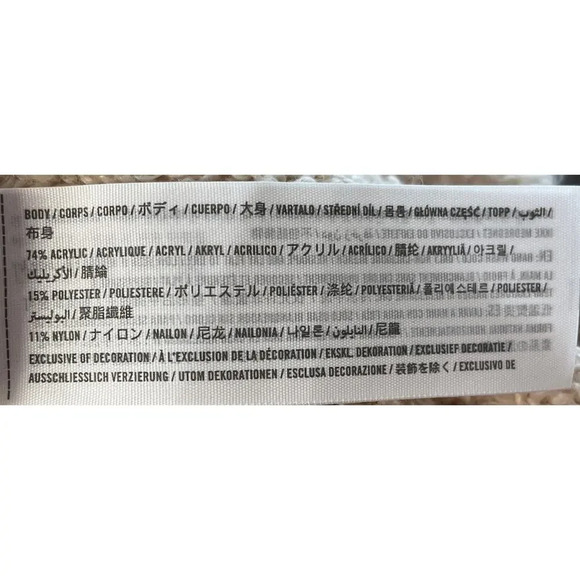 BODY / CORPS / CORPO / ボディ / CUERPO / 大身 / VARTALO / STŘEDNÍ DÍL / 몸통 / GŁÓWNA CZĘŚĆ / TOPP / الثوب /
布身
74% ACRYLIC / ACRYLIQUE / ACRYL / AKRYL / ACRILICO / アクリル / ACRÍLICO / 腈纶 / AKRYYLIÄ / 아크릴 /
الأكريليك / 腈綸
15% POLYESTER / POLIESTERE / ポリエステル / POLIÉSTER / 涤纶 / POLYESTERIÄ / 폴리에스테르 / POLIESTER /
البوليستر / 聚脂纖維
11% NYLON / ナイロン / NAILON / 尼龙 / NAILONIA / 나일론 / النايلون / 尼龍
EXCLUSIVE OF DECORATION / À L"EXCLUSION DE LA DÉCORATION / EKSKL. DEKORATION / EXCLUSIEF DECORATIE /
AUSSCHLIESSLICH VERZIERUNG / UTOM DEKORATIONEN / ESCLUSA DECORAZIONE / 装飾を除く / EXCLUSIVO DE